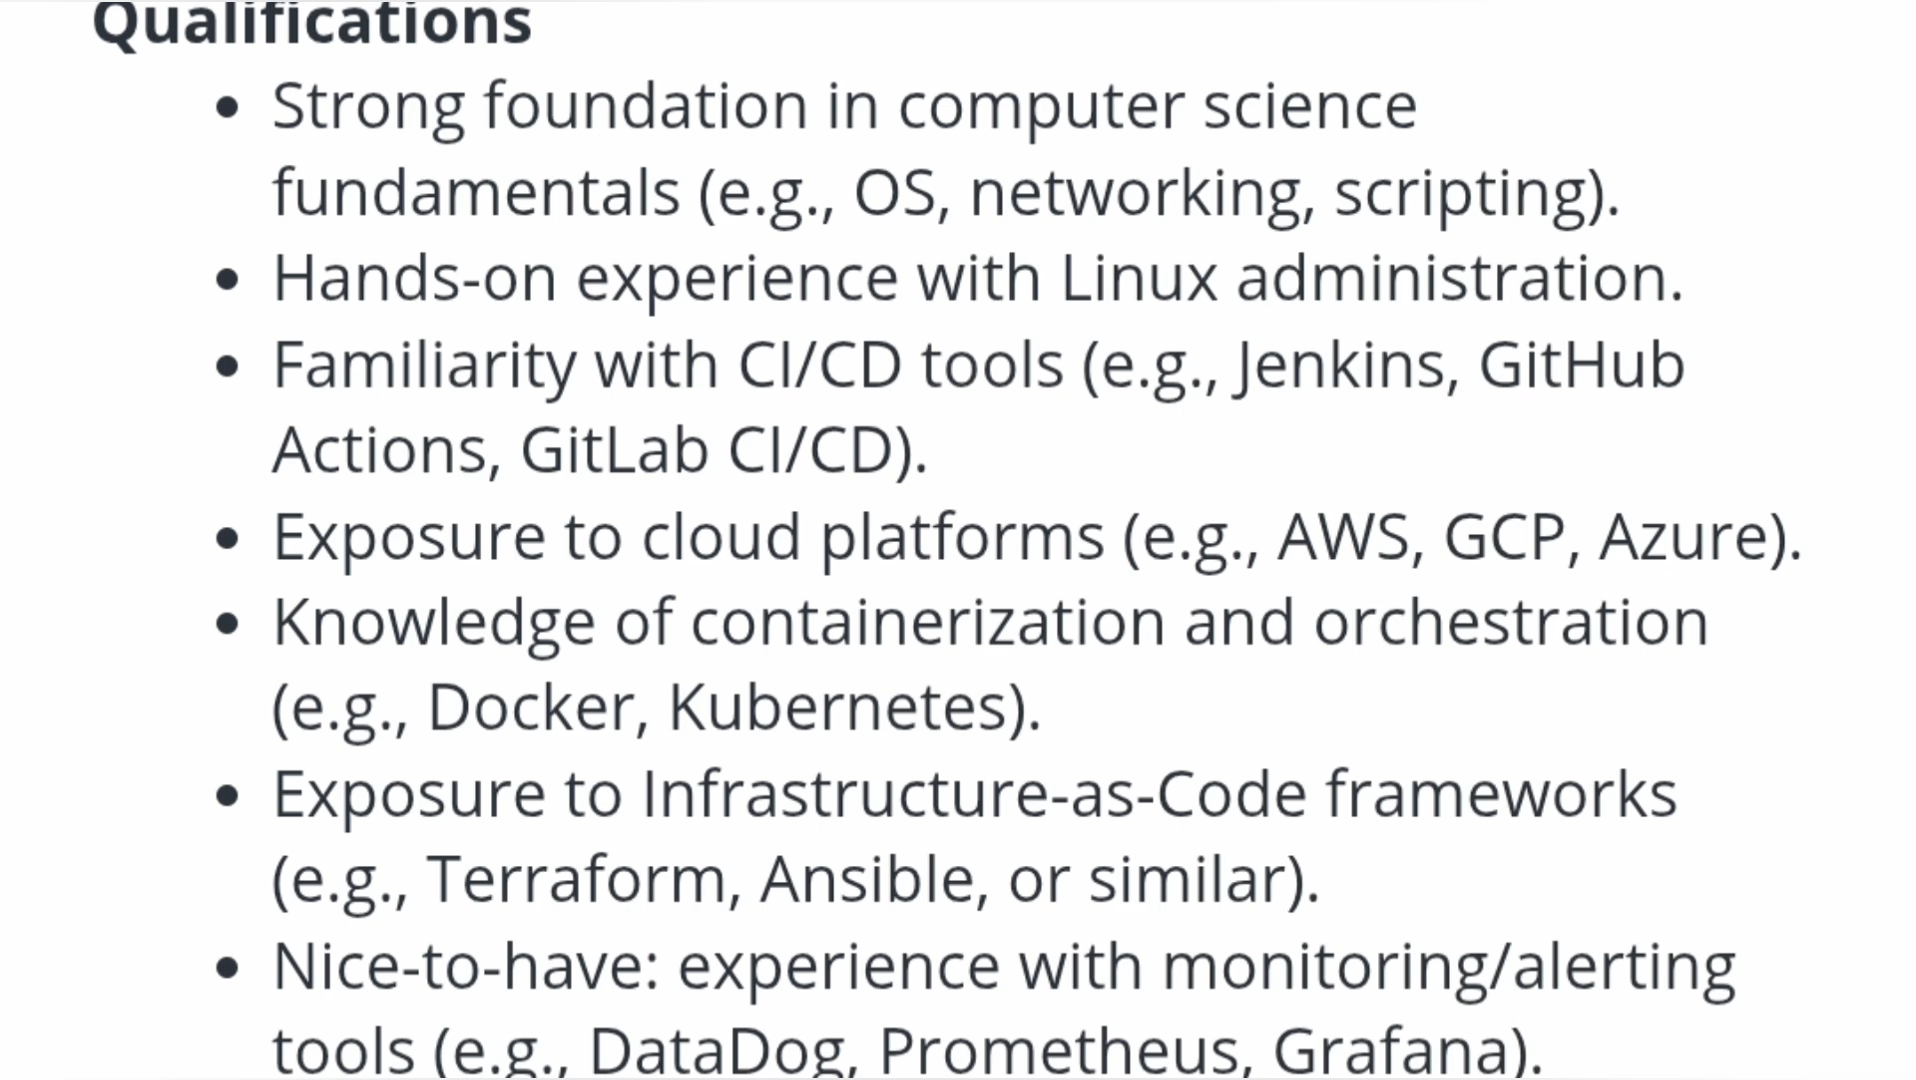 Qualifications
• Strong foundation in computer science
fundamentals (e.g., OS, networking, scripting).
• Hands-on experience with Linux administration.
• Familiarity with CI/CD tools (e.g., Jenkins, GitHub
Actions, GitLab CI/CD).
• Exposure to cloud platforms (e.g., AWS, GCP, Azure).
• Knowledge of containerization and orchestration
(e.g., Docker, Kubernetes).
• Exposure to Infrastructure-as-Code frameworks
(e.g., Terraform, Ansible, or similar).
• Nice-to-have: experience with monitoring/alerting
tools (e.g., DataDog, Prometheus, Grafana).